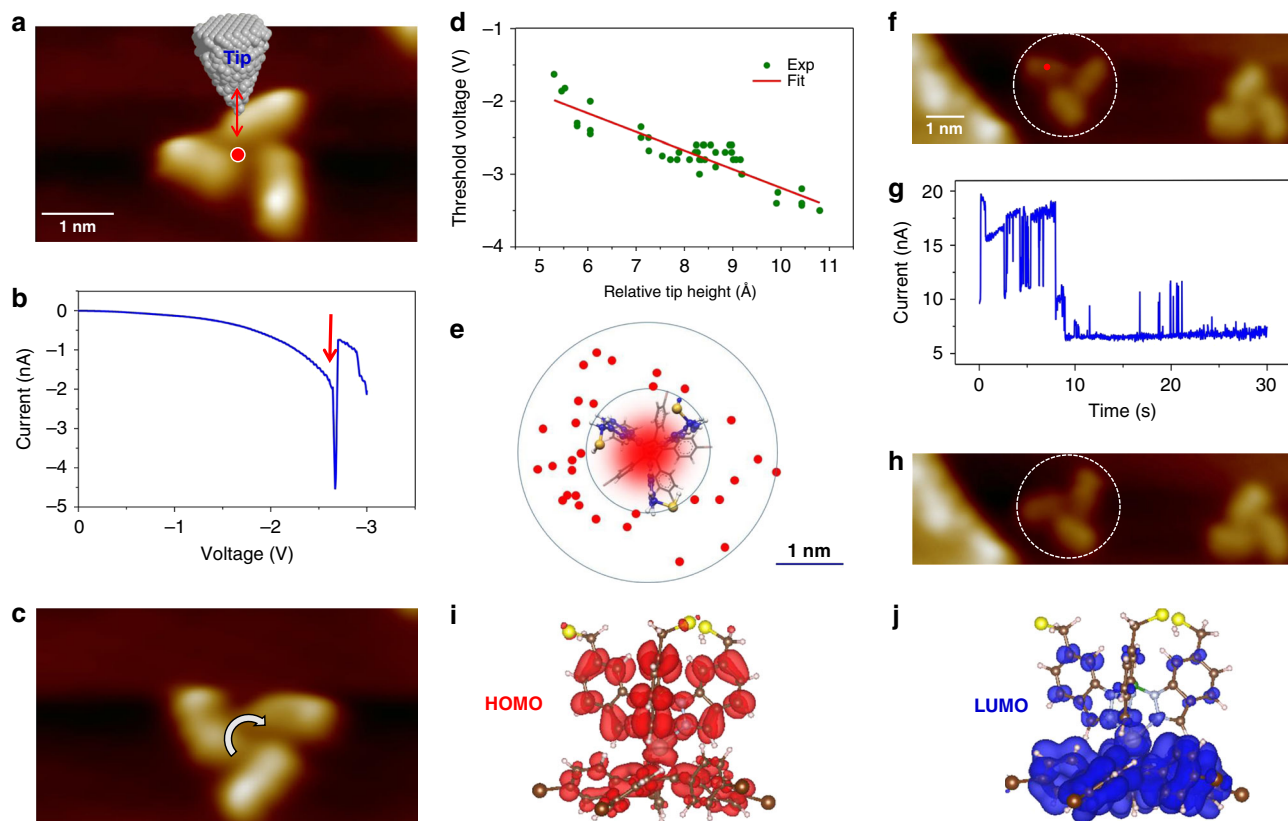 a
Tip
1 nm
b
0
–1
–2
–3
–4
–5
Current (nA)
0
–1
–2
–3
Voltage (V)
c
d
–1
–2
–3
–4
Threshold voltage (V)
Exp
Fit
5
6
7
8
9
10
11
Relative tip height (Å)
e
1 nm
f
1 nm
g
20
15
10
5
Current (nA)
0
10
20
30
Time (s)
h
i
HOMO
j
LUMO